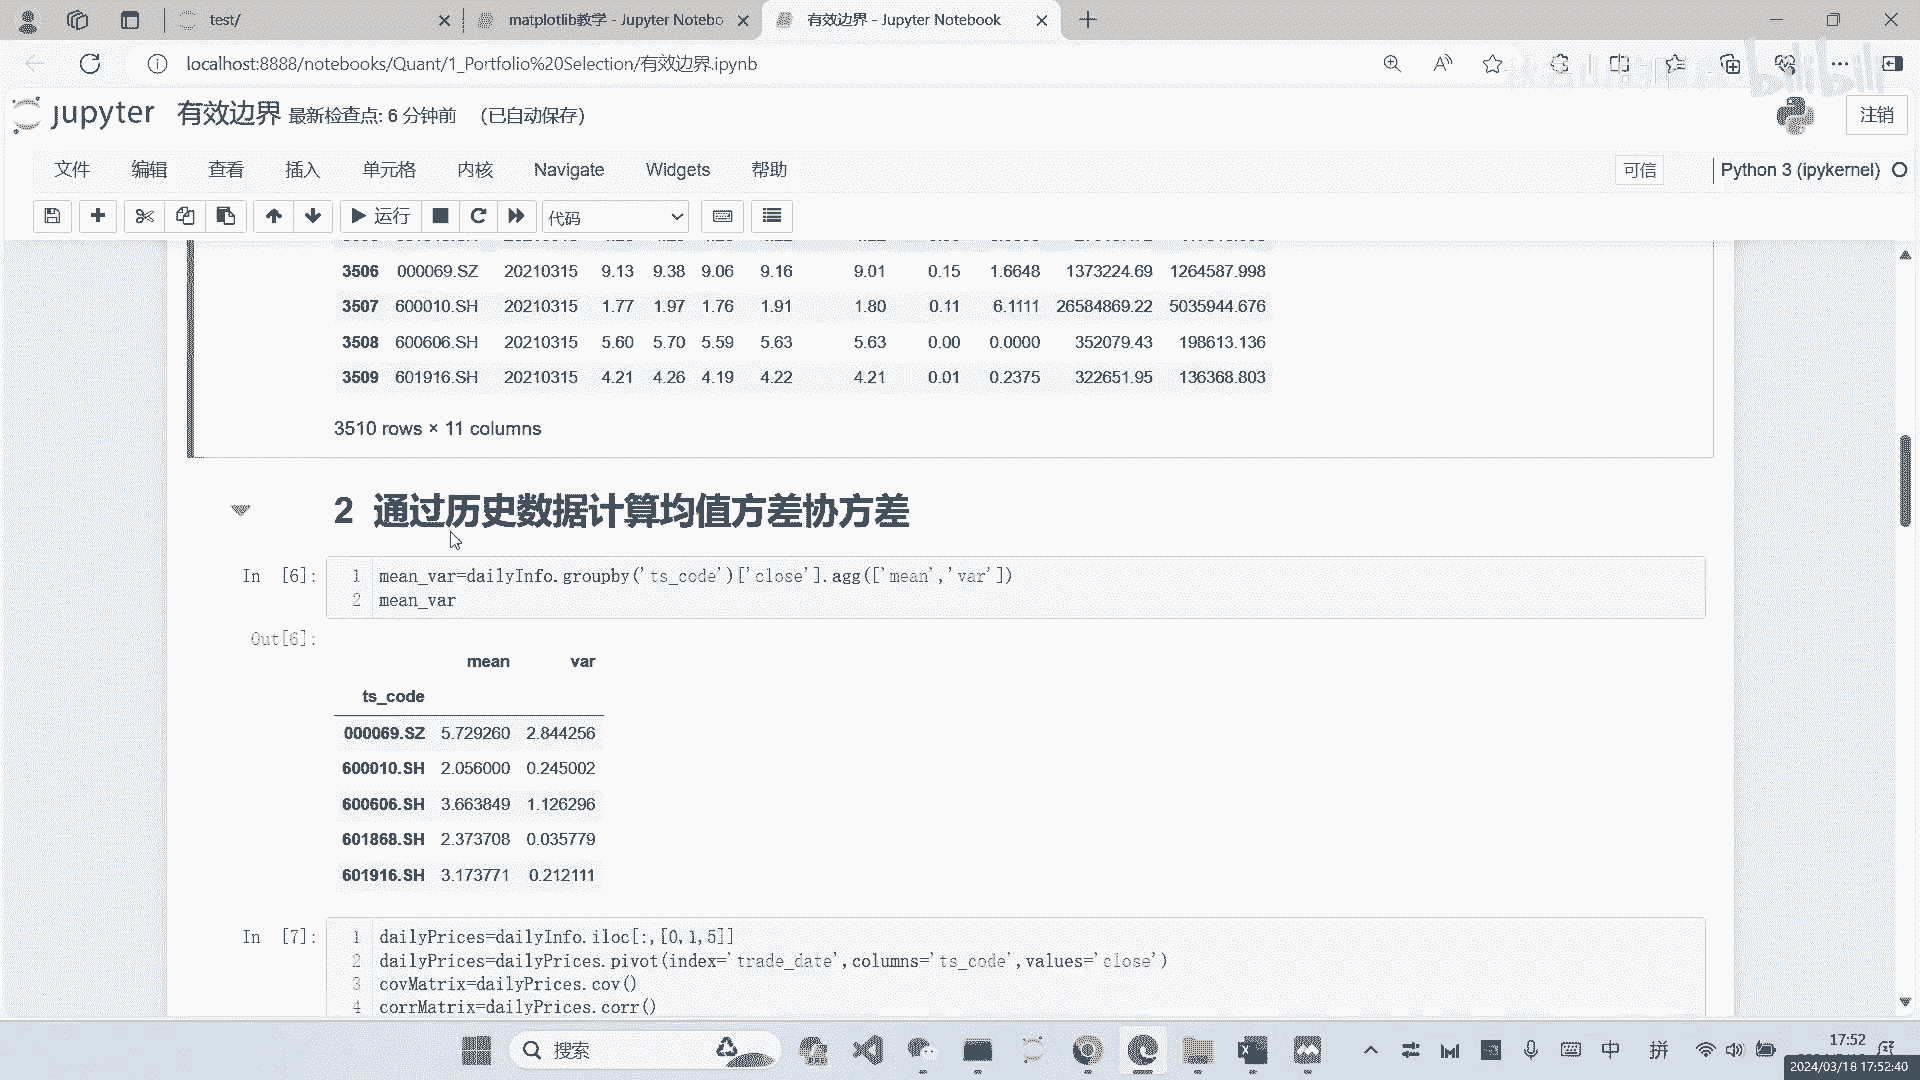 test/
matplotlib教学 - Jupyter Notebo
有效边界 - Jupyter Notebook
localhost:8888/notebooks/Quant/1_Portfolio%20Selection/有效边界.ipynb
bilibili
jupyter 有效边界 最新检查点: 6 分钟前 (已自动保存)
注销
文件 编辑 查看 插入 单元格 内核 Navigate Widgets 帮助
可信 Python 3 (ipykernel)
运行 代码
3506 000069.SZ 20210315 9.13 9.38 9.06 9.16 9.01 0.15 1.6648 1373224.69 1264587.998
3507 600010.SH 20210315 1.77 1.97 1.76 1.91 1.80 0.11 6.1111 26584869.22 5035944.676
3508 600606.SH 20210315 5.60 5.70 5.59 5.63 5.63 0.00 0.0000 352079.43 198613.136
3509 601916.SH 20210315 4.21 4.26 4.19 4.22 4.21 0.01 0.2375 322651.95 136368.803
3510 rows × 11 columns
2 通过历史数据计算均值方差协方差
In [6]:
1 mean_var=dailyInfo.groupby('ts_code')['close'].agg(['mean','var'])
2 mean_var
Out[6]:
mean var
ts_code
000069.SZ 5.729260 2.844256
600010.SH 2.056000 0.245002
600606.SH 3.663849 1.126296
601868.SH 2.373708 0.035779
601916.SH 3.173771 0.212111
In [7]:
1 dailyPrices=dailyInfo.iloc[:,[0,1,5]]
2 dailyPrices=dailyPrices.pivot(index='trade_date',columns='ts_code',values='close')
3 covMatrix=dailyPrices.cov()
4 corrMatrix=dailyPrices.corr()
搜索
中
拼
17:52
2024/03/18 17:52:40